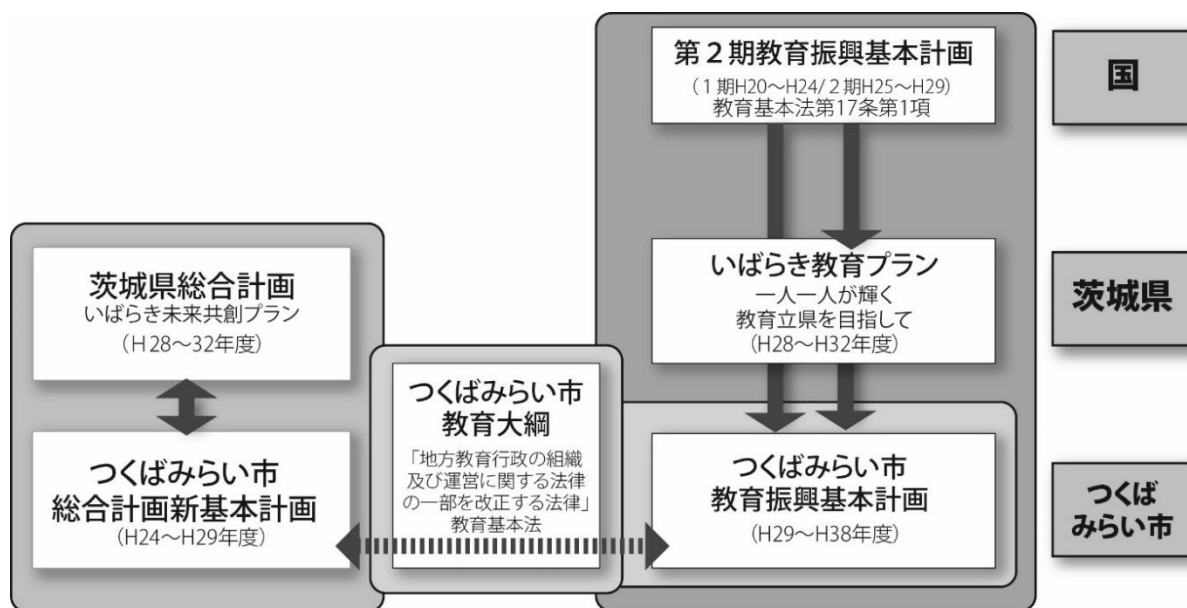 第２期教育振興基本計画
（１期H20～H24/２期H25～H29）
教育基本法第17条第1項
国
いばらき教育プラン
一人一人が輝く
教育立県を目指して
（H28～H32年度）
茨城県
茨城県総合計画
いばらき未来共創プラン
（Ｈ28～32年度）
つくばみらい市
教育大綱
「地方教育行政の組織
及び運営に関する法律
の一部を改正する法律」
教育基本法
つくばみらい市
総合計画新基本計画
（H24～H29年度）
つくばみらい市
教育振興基本計画
（H29～H38年度）
つくば
みらい市